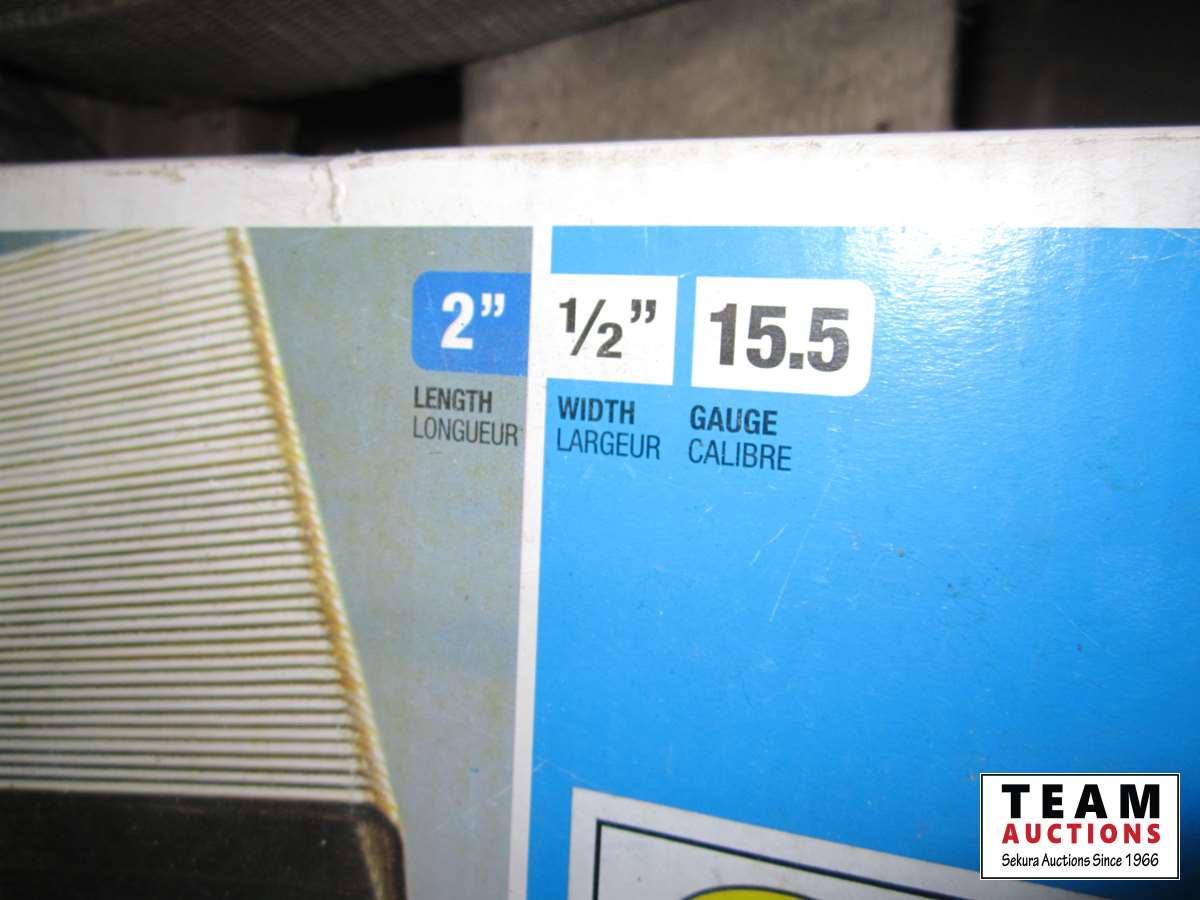 2” ½” 15.5
LENGTH WIDTH GAUGE
LONGUEUR LARGEUR CALIBRE
TEAM
AUCTIONS
Sekura Auctions Since 1966